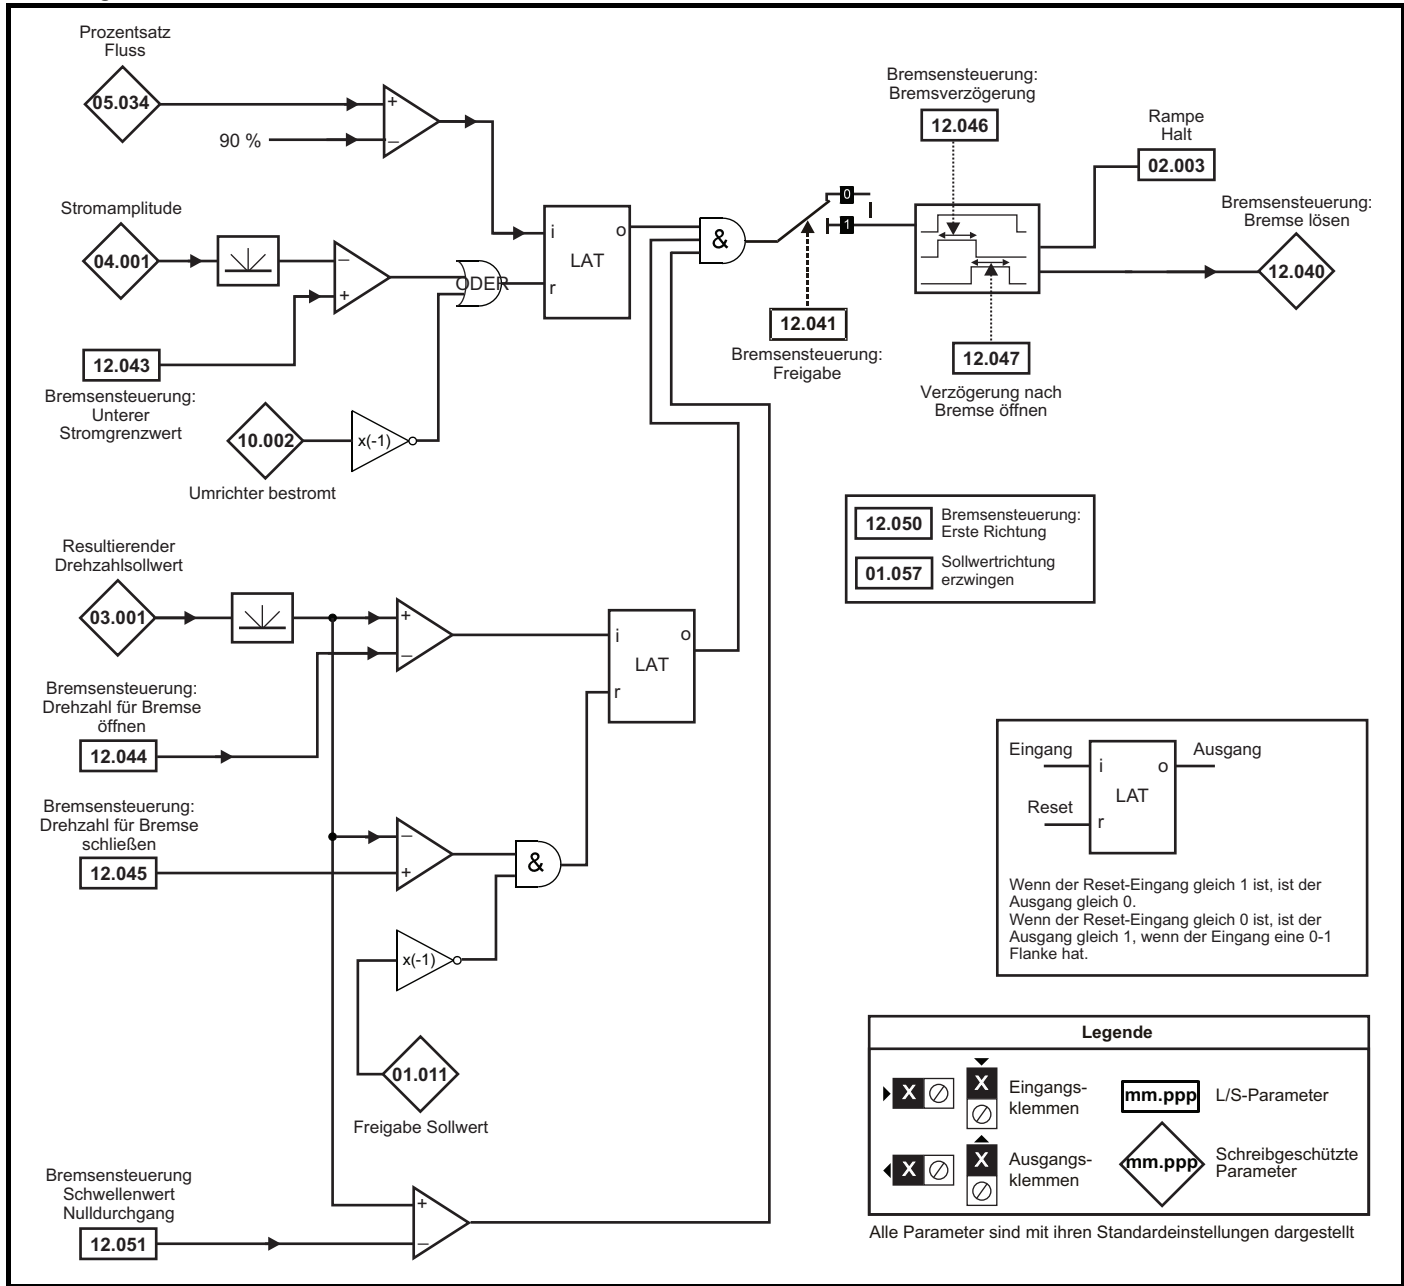 Prozentsatz
Fluss
05.034
+
90 %
–
Stromamplitude
04.001
–
+
ODER
12.043
Bremsensteuerung:
Unterer
Stromgrenzwert
10.002
x(-1)
Umrichter bestromt
i
o
LAT
r
&
0
1
12.041
Bremsensteuerung:
Freigabe
Bremsensteuerung:
Bremsverzögerung
12.046
Rampe
Halt
02.003
Bremsensteuerung:
Bremse lösen
12.040
12.047
Verzögerung nach
Bremse öffnen
12.050
Bremsensteuerung:
Erste Richtung
01.057
Sollwertrichtung
erzwingen
Resultierender
Drehzahlsollwert
03.001
+
–
Bremsensteuerung:
Drehzahl für Bremse
öffnen
12.044
i
o
LAT
r
Bremsensteuerung:
Drehzahl für Bremse
schließen
12.045
–
+
&
x(-1)
01.011
Freigabe Sollwert
Bremsensteuerung
Schwellenwert
Nulldurchgang
12.051
+
–
Eingang
i
o
Ausgang
LAT
Reset
r
Wenn der Reset-Eingang gleich 1 ist, ist der
Ausgang gleich 0.
Wenn der Reset-Eingang gleich 0 ist, ist der
Ausgang gleich 1, wenn der Eingang eine 0-1
Flanke hat.
Legende
X
X
Eingangs-
klemmen
mm.ppp
L/S-Parameter
X
X
Ausgangs-
klemmen
mm.ppp
Schreibgeschützte
Parameter
Alle Parameter sind mit ihren Standardeinstellungen dargestellt